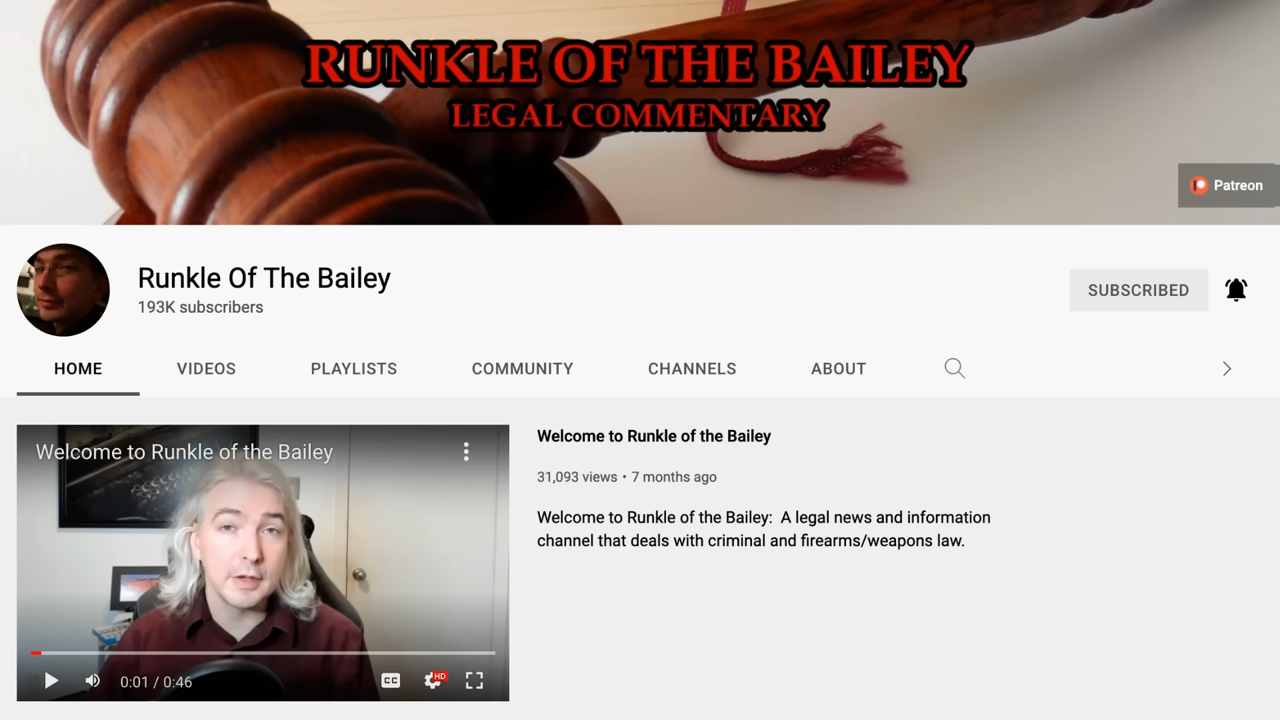 RUNKLE OF THE BAILEY
LEGAL COMMENTARY
Patreon
Runkle Of The Bailey
193K subscribers
SUBSCRIBED
HOME VIDEOS PLAYLISTS COMMUNITY CHANNELS ABOUT
Welcome to Runkle of the Bailey
0:01 / 0:46
CC
HD
Welcome to Runkle of the Bailey
31,093 views • 7 months ago
Welcome to Runkle of the Bailey:  A legal news and information
channel that deals with criminal and firearms/weapons law.